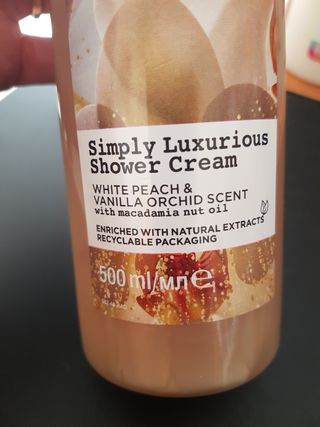 Simply Luxurious
Shower Cream
WHITE PEACH &
VANILLA ORCHID SCENT
with macadamia nut oil
ENRICHED WITH NATURAL EXTRACTS
RECYCLABLE PACKAGING
500 ml/мл℮